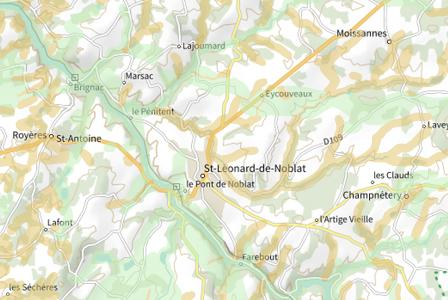 Moissannes
Lajoumard
Marsac
Brignac
Eycouveaux
le Pénitent
Lavey
Royères
St-Antoine
D109
St-Léonard-de-Noblat
les Clauds
le Pont de Noblat
Champnétery
l'Artige Vieille
Lafont
Farebout
les Sécheres